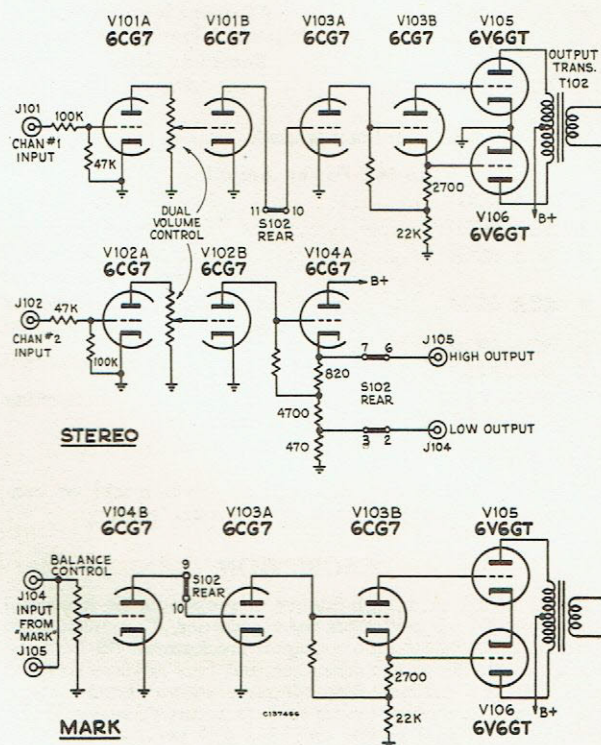 V101A
6CG7
V101B
6CG7
V103A
6CG7
V103B
6CG7
V105
6V6GT
OUTPUT
TRANS.
T102
J101
100K
CHAN #1
INPUT
47K
DUAL
VOLUME
CONTROL
11
10
S102
REAR
2700
22K
V106
6V6GT
B+
V102A
6CG7
V102B
6CG7
V104A
6CG7
B+
J102
47K
CHAN #2
INPUT
100K
7
6
J105
HIGH OUTPUT
820
S102
REAR
4700
3
2
LOW OUTPUT
J104
470
STEREO
V104B
6CG7
V103A
6CG7
V103B
6CG7
V105
6V6GT
BALANCE
CONTROL
J104
INPUT
FROM
"MARK"
J105
9
S102
REAR
10
2700
22K
V106
6V6GT
B+
C137466
MARK